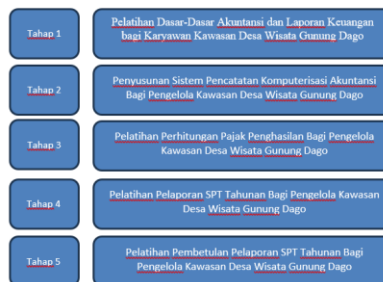 Tahap 1
Pelatihan Dasar-Dasar Akuntansi dan Laporan Keuangan
bagi Karyawan Kawasan Desa Wisata Gunung Dago
Tahap 2
Penyusunan Sistem Pencatatan Komputerisasi Akuntansi
Bagi Pengelola Kawasan Desa Wisata Gunung Dago
Tahap 3
Pelatihan Perhitungan Pajak Penghasilan Bagi Pengelola
Kawasan Desa Wisata Gunung Dago
Tahap 4
Pelatihan Pelaporan SPT Tahunan Bagi Pengelola Kawasan
Desa Wisata Gunung Dago
Tahap 5
Pelatihan Pembetulan Pelaporan SPT Tahunan Bagi
Pengelola Kawasan Desa Wisata Gunung Dago